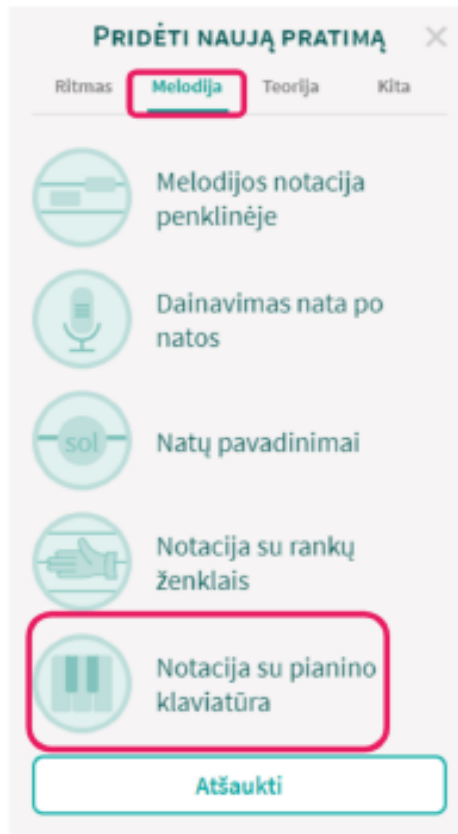 PRIDĖTI NAUJĄ PRATIMĄ
Ritmas Melodija Teorija Kita
Melodijos notacija
penklinėje
Dainavimas nata po
natos
sol
Natų pavadinimai
Notacija su rankų
ženklais
Notacija su pianino
klaviatūra
Atšaukti